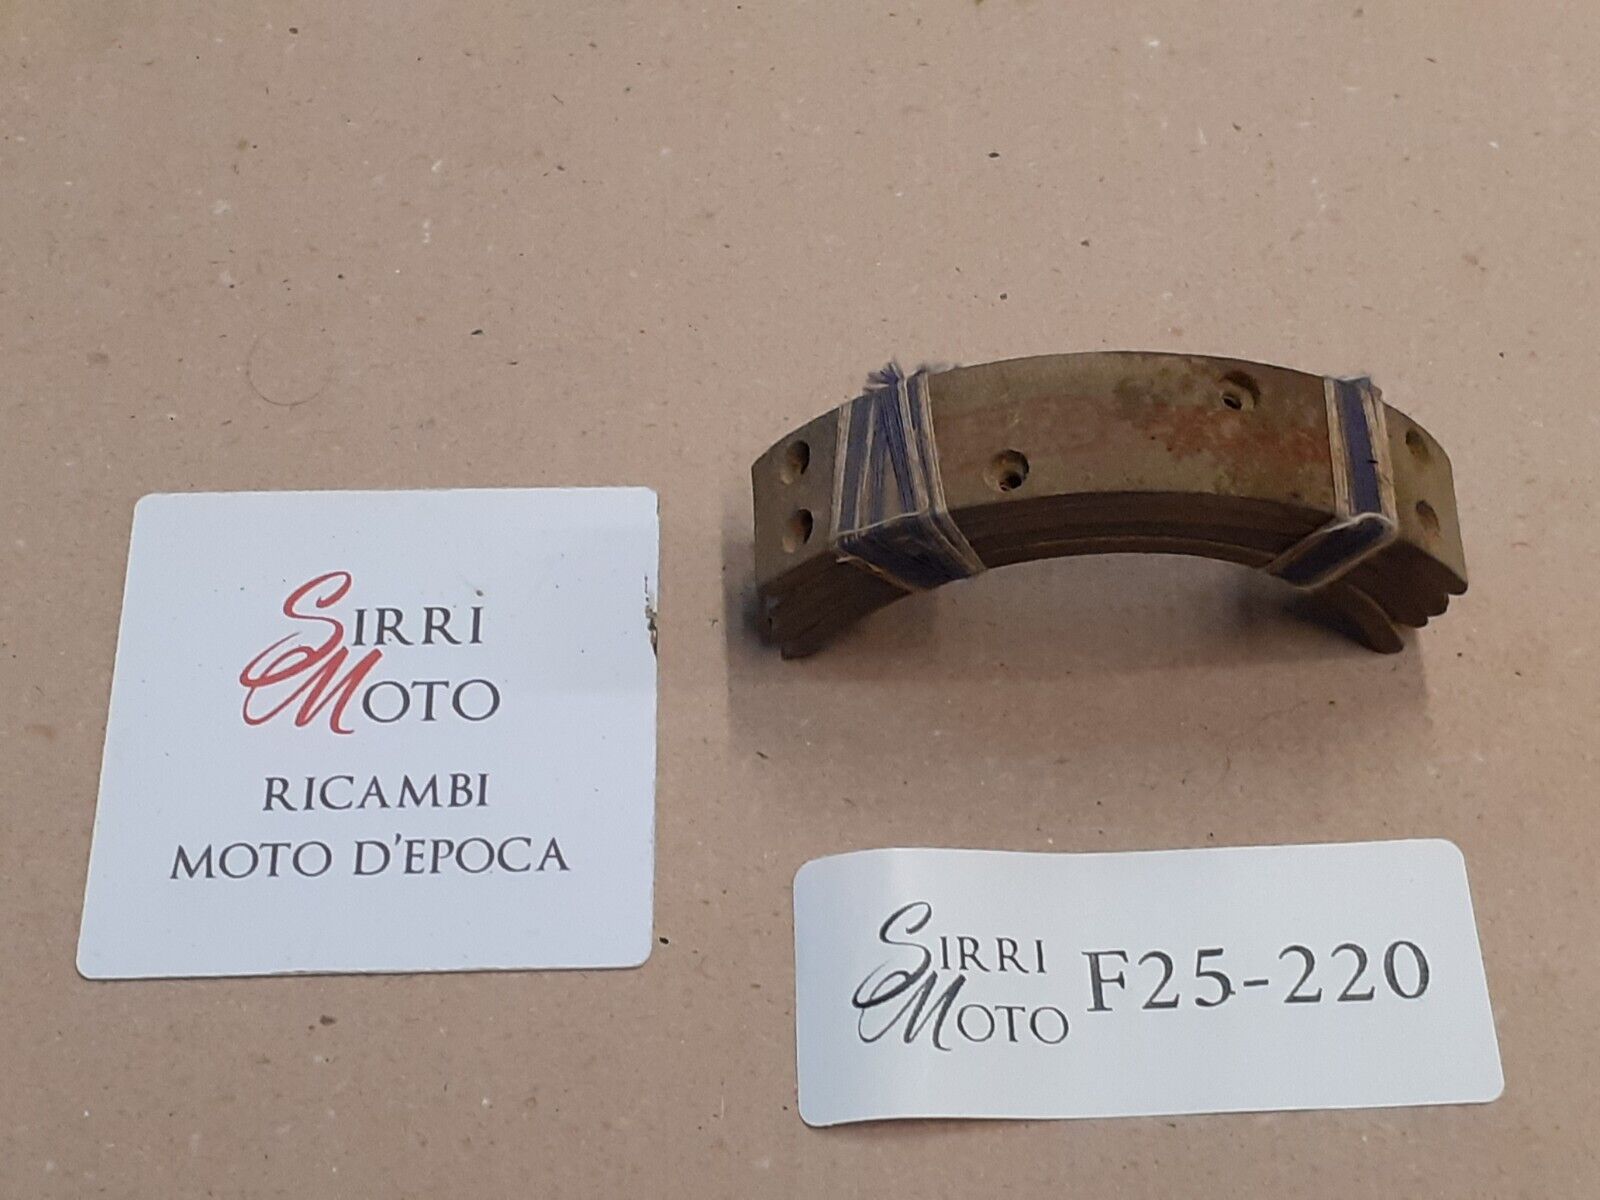 SIRRI
MOTO
RICAMBI
MOTO D'EPOCA
SIRRI
MOTO
F25-220